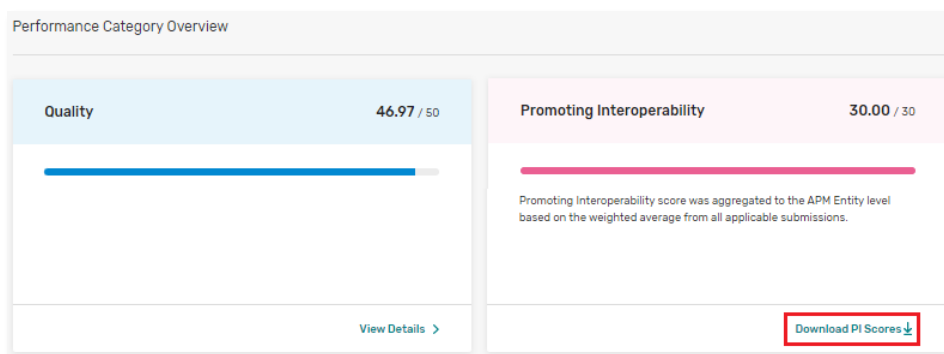 Performance Category Overview
Quality
46.97 / 50
View Details >
Promoting Interoperability
30.00 / 30
Promoting Interoperability score was aggregated to the APM Entity level
based on the weighted average from all applicable submissions.
Download PI Scores